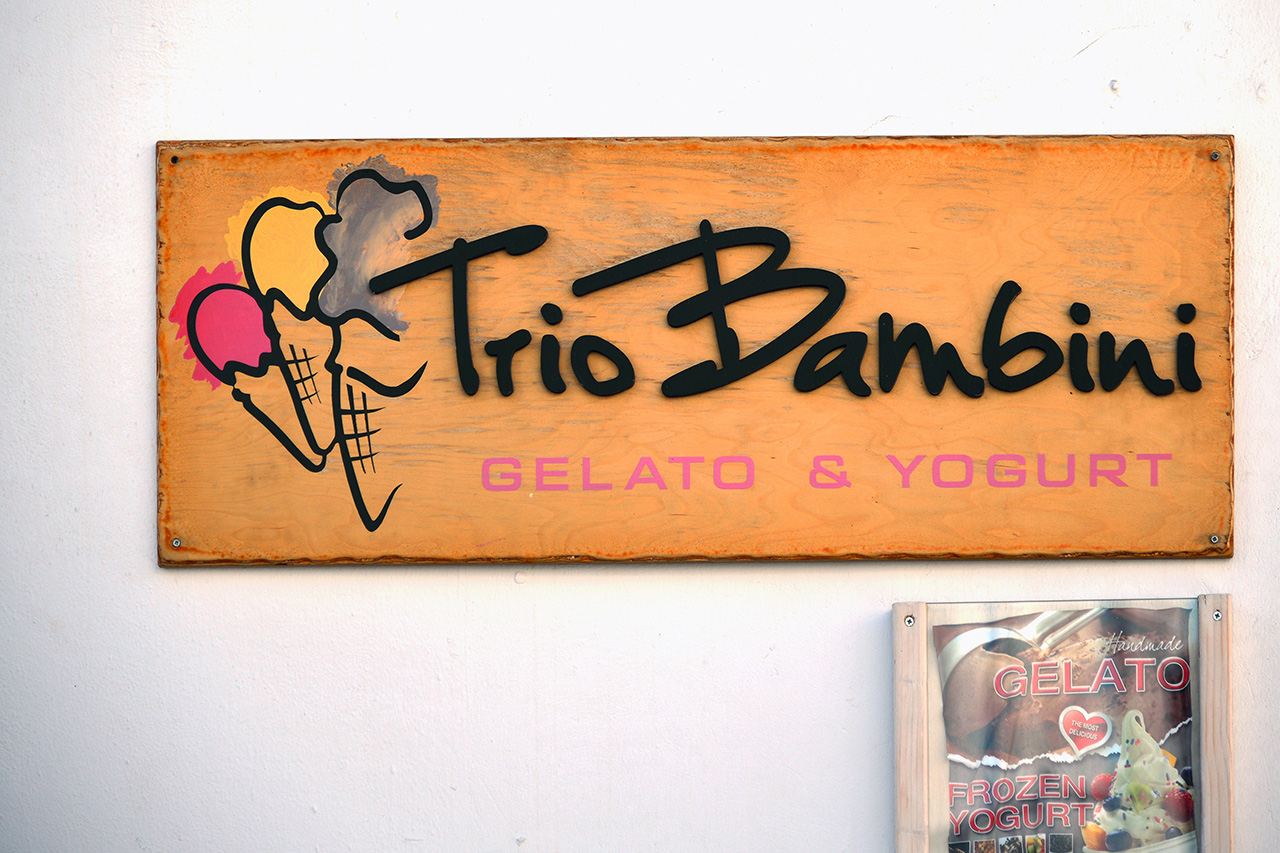 Trio Bambini
GELATO & YOGURT
Handmade
GELATO
THE MOST
DELICIOUS
FROZEN
YOGURT